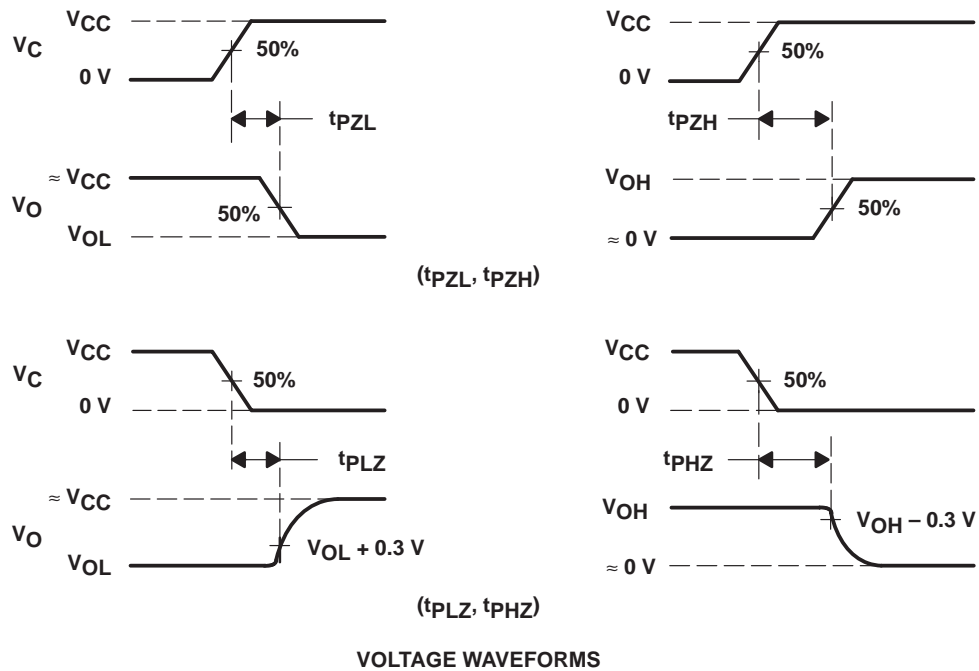 VCC
VC
50%
0 V
tPZL
≈ VCC
VO
50%
VOL
VCC
50%
0 V
tPZH
VOH
50%
≈ 0 V
(tPZL, tPZH)
VCC
VC
50%
0 V
tPLZ
≈ VCC
VO
VOL + 0.3 V
VOL
VCC
50%
0 V
tPHZ
VOH
VOH – 0.3 V
≈ 0 V
(tPLZ, tPHZ)
VOLTAGE WAVEFORMS